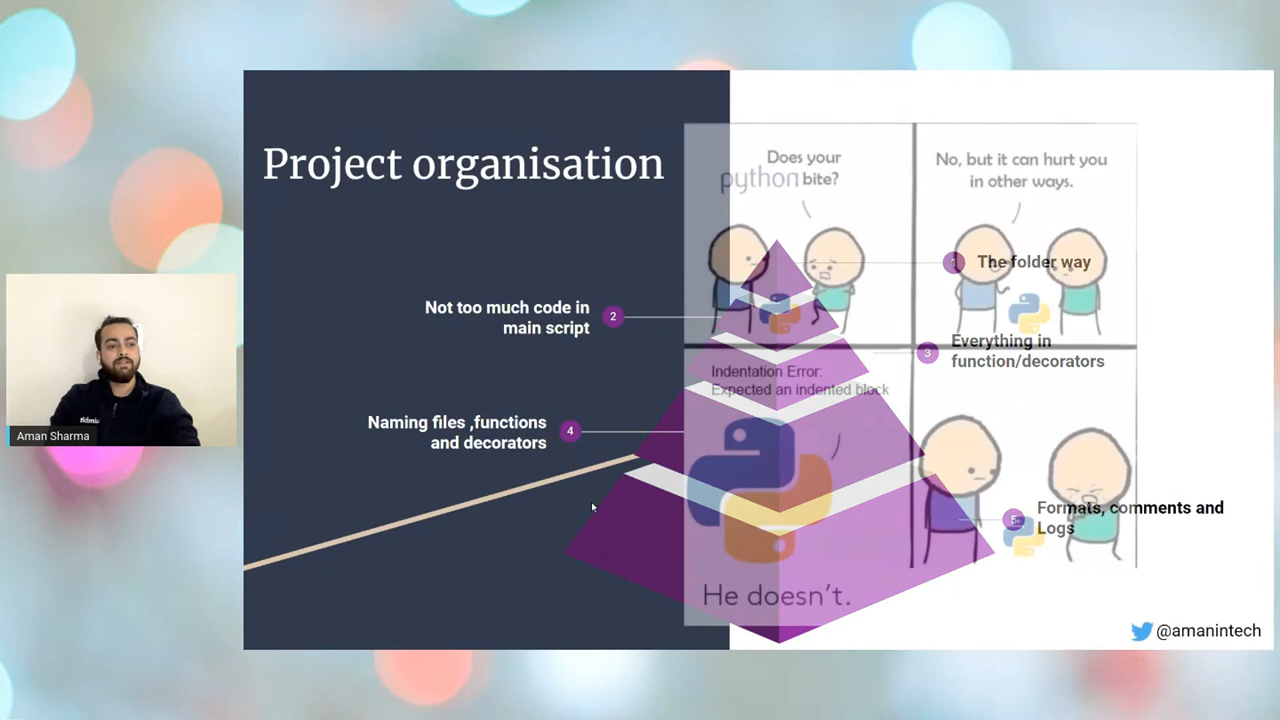 Project organisation
Does your
python bite?
No, but it can hurt you
in other ways.
1
The folder way
Not too much code in
main script
2
Everything in
function/decorators
3
Indentation Error:
Expected an indented block
Naming files ,functions
and decorators
4
Formats, comments and
Logs
5
He doesn't.
@amanintech
Aman Sharma